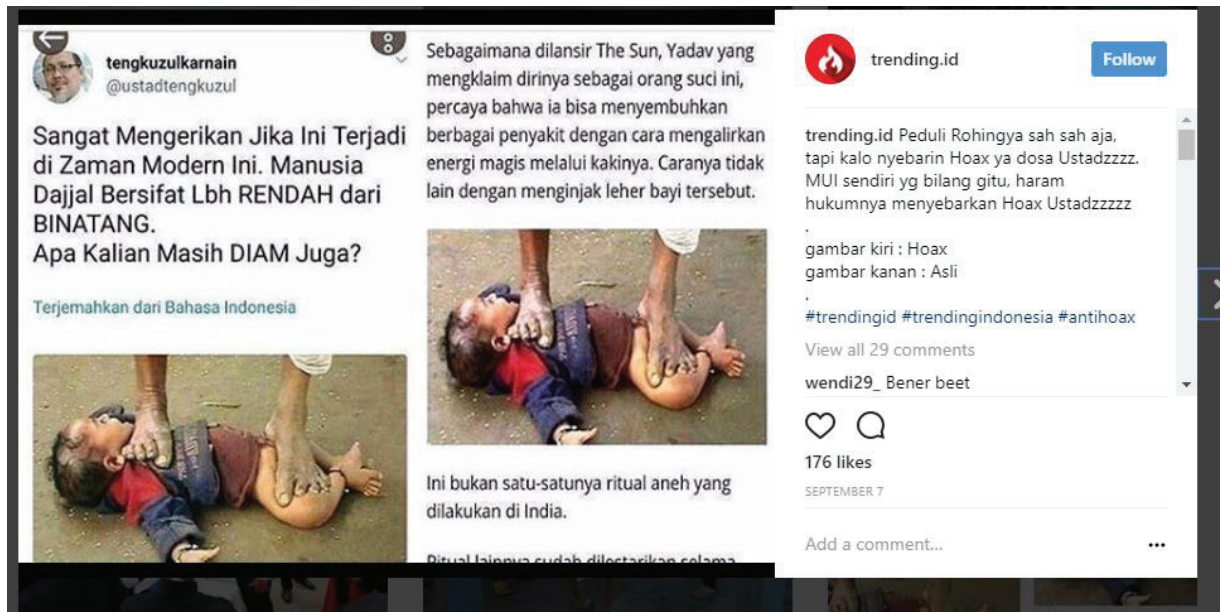 tengkuzulkarnain
@ustadtengkuzul
Sangat Mengerikan Jika Ini Terjadi
di Zaman Modern Ini. Manusia
Dajjal Bersifat Lbh RENDAH dari
BINATANG.
Apa Kalian Masih DIAM Juga?
Terjemahkan dari Bahasa Indonesia
Sebagaimana dilansir The Sun, Yadav yang
mengklaim dirinya sebagai orang suci ini,
percaya bahwa ia bisa menyembuhkan
berbagai penyakit dengan cara mengalirkan
energi magis melalui kakinya. Caranya tidak
lain dengan menginjak leher bayi tersebut.
Ini bukan satu-satunya ritual aneh yang
dilakukan di India.
Ritual lainnya sudah dilestarikan selama
trending.id
Follow
trending.id Peduli Rohingya sah sah aja,
tapi kalo nyebarin Hoax ya dosa Ustadzzzz.
MUI sendiri yg bilang gitu, haram
hukumnya menyebarkan Hoax Ustadzzzzz
.
gambar kiri : Hoax
gambar kanan : Asli
.
#trendingid #trendingindonesia #antihoax
View all 29 comments
wendi29_ Bener beet
176 likes
SEPTEMBER 7
Add a comment...